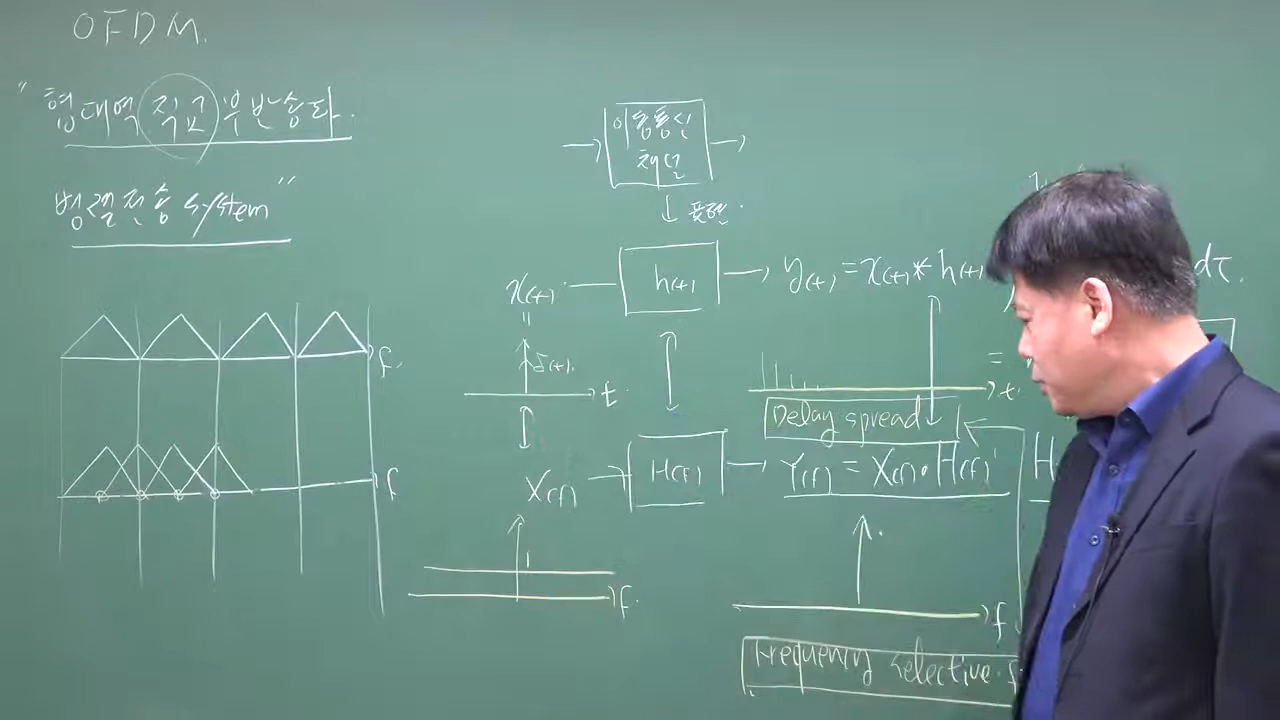 OFDM.
"협대역 직교 부반송파.
병렬전송 system"
이동통신
채널
↓ 표현.
x(t) h(t) → y(t) = x(t) * h(t) dτ.
=
δ(t). t
f.
Delay spread t.
f
X(f) H(f) → Y(f) = X(f) · H(f) H
1
f.
f
Frequency selective f